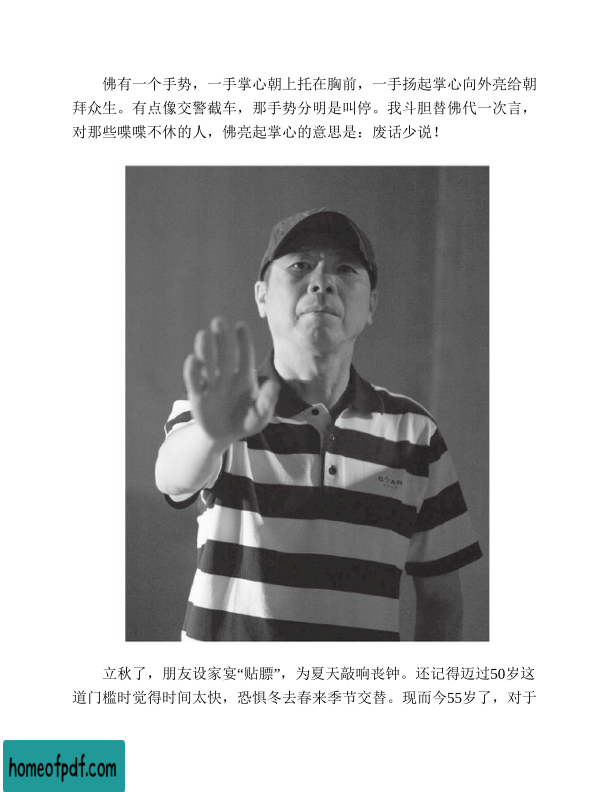 佛有一个手势，一手掌心朝上托在胸前，一手扬起掌心向外亮给朝
拜众生。有点像交警截车，那手势分明是叫停。我斗胆替佛代一次言，
对那些喋喋不休的人，佛亮起掌心的意思是：废话少说！
立秋了，朋友设家宴“贴膘”，为夏天敲响丧钟。还记得迈过50岁这
道门槛时觉得时间太快，恐惧冬去春来季节交替。现而今55岁了，对于
homeofpdf.com